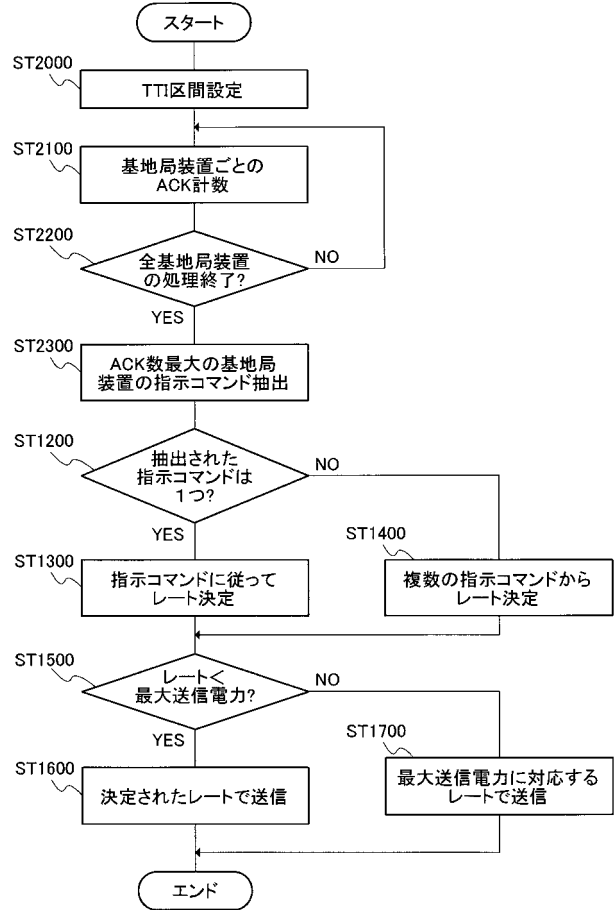 スタート
ST2000
TTI区間設定
ST2100
基地局装置ごとの
ACK計数
ST2200
全基地局装置
の処理終了?
NO
YES
ST2300
ACK数最大の基地局
装置の指示コマンド抽出
ST1200
抽出された
指示コマンドは
1つ?
NO
YES
ST1300
指示コマンドに従って
レート決定
ST1400
複数の指示コマンドから
レート決定
ST1500
レート<
最大送信電力?
NO
YES
ST1600
決定されたレートで送信
ST1700
最大送信電力に対応する
レートで送信
エンド